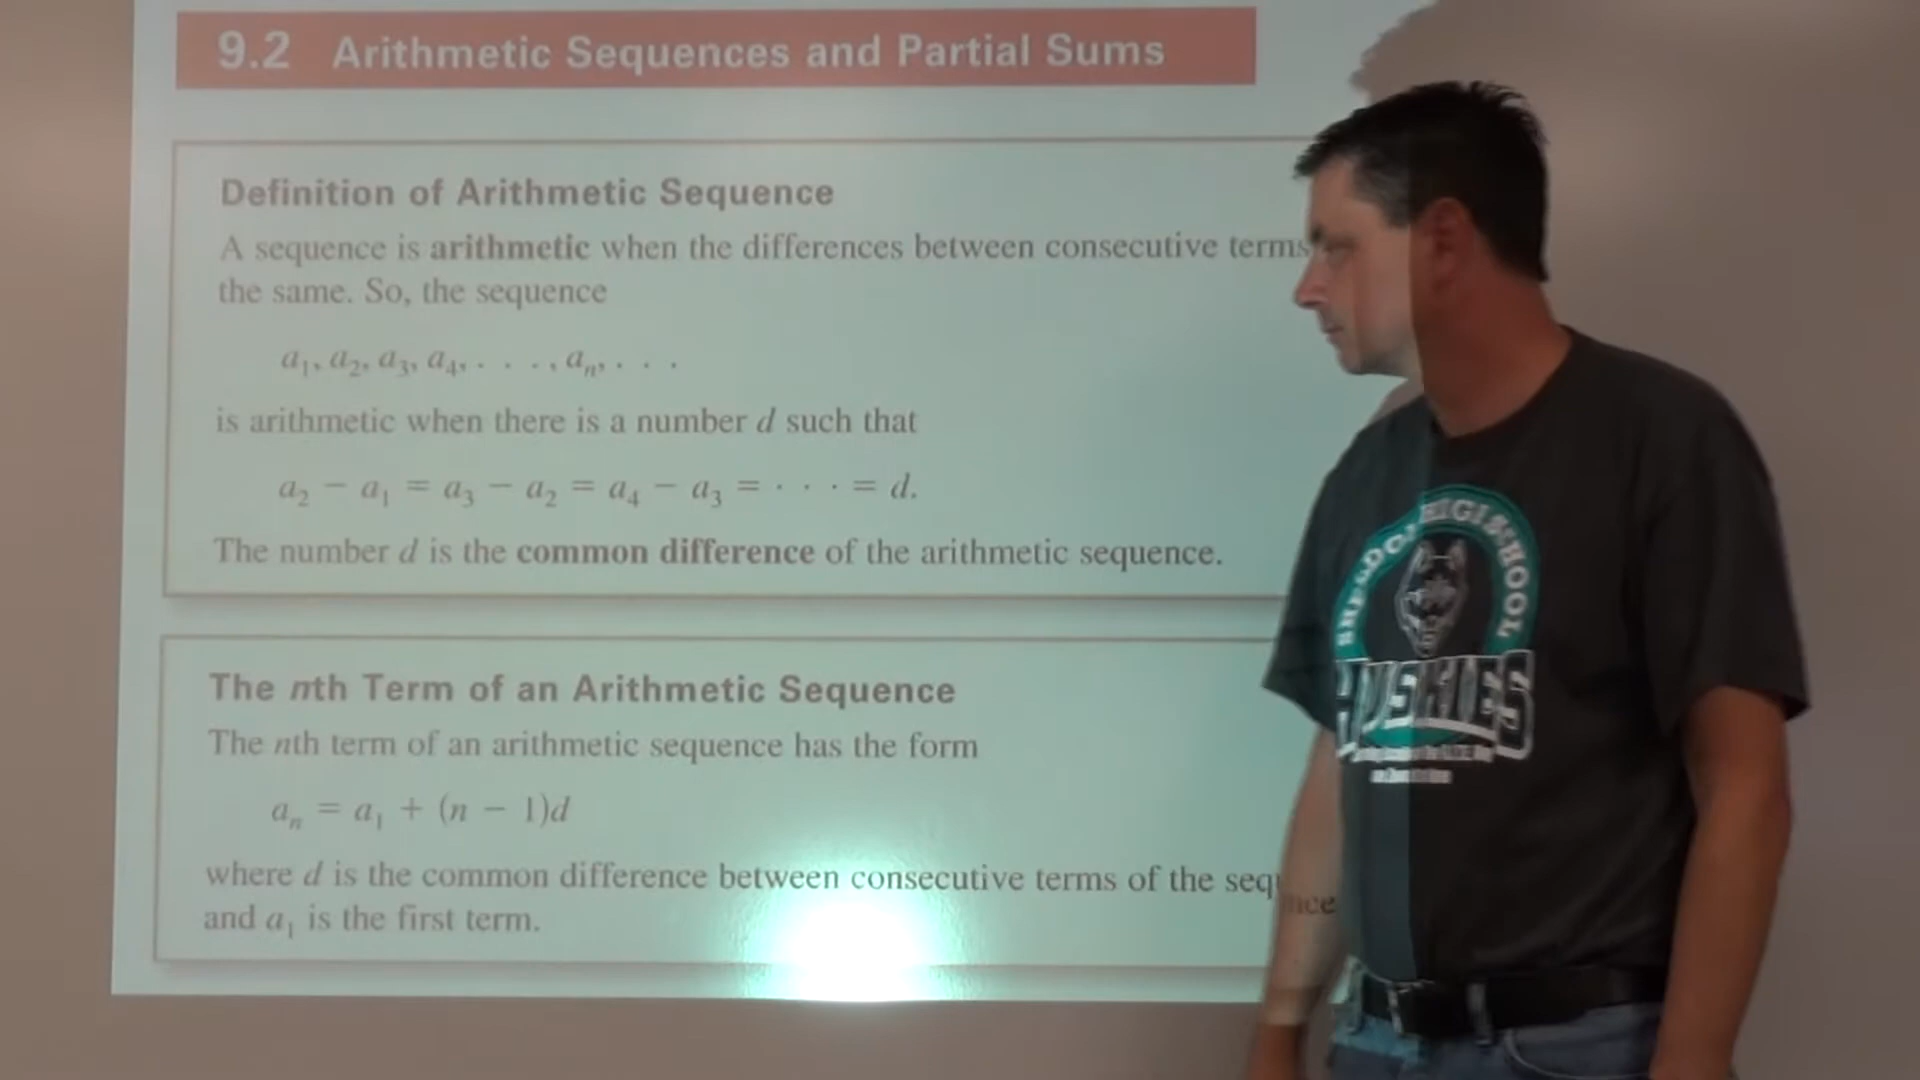 9.2 Arithmetic Sequences and Partial Sums
Definition of Arithmetic Sequence
A sequence is arithmetic when the differences between consecutive terms
the same. So, the sequence
a₁, a₂, a₃, a₄, . . . , aₙ, . . .
is arithmetic when there is a number d such that
a₂ − a₁ = a₃ − a₂ = a₄ − a₃ = · · · = d.
The number d is the common difference of the arithmetic sequence.
The nth Term of an Arithmetic Sequence
The nth term of an arithmetic sequence has the form
aₙ = a₁ + (n − 1)d
where d is the common difference between consecutive terms of the
and a₁ is the first term.
SCHOOL
HUSKIES